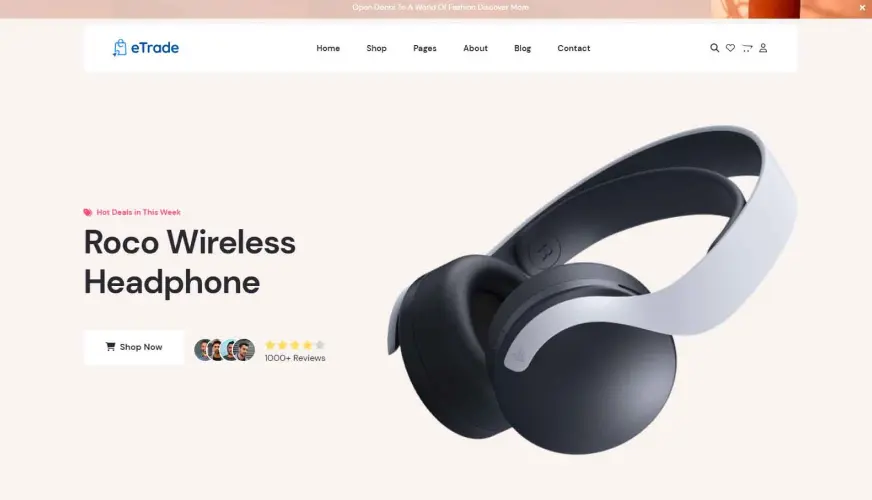 Open Doors To A World Of Fashion Discover More
eTrade
Home Shop Pages About Blog Contact
Hot Deals in This Week
Roco Wireless
Headphone
Shop Now
1000+ Reviews